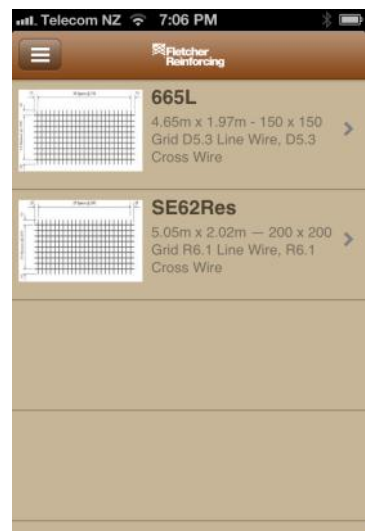 Telecom NZ 7:06 PM
Fletcher
Reinforcing
665L
4.65m x 1.97m - 150 x 150
Grid D5.3 Line Wire, D5.3
Cross Wire
SE62Res
5.05m x 2.02m — 200 x 200
Grid R6.1 Line Wire, R6.1
Cross Wire